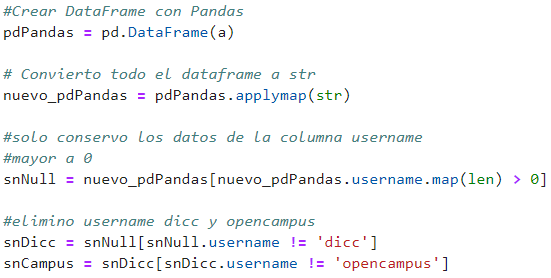 #Crear DataFrame con Pandas
pdPandas = pd.DataFrame(a)
# Convierto todo el dataframe a str
nuevo_pdPandas = pdPandas.applymap(str)
#solo conservo los datos de la columna username
#mayor a 0
snNull = nuevo_pdPandas[nuevo_pdPandas.username.map(len) > 0]
#elimino username dicc y opencampus
snDicc = snNull[snNull.username != 'dicc']
snCampus = snDicc[snDicc.username != 'opencampus']